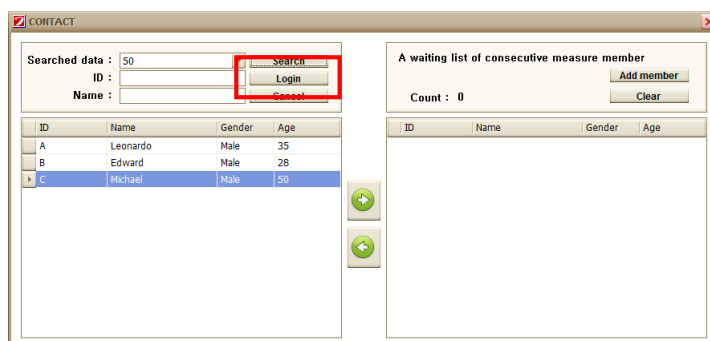 CONTACT
Searched data : 50 Search
ID : Login
Name : Cancel
ID Name Gender Age
A Leonardo Male 35
B Edward Male 28
C Michael Male 50
A waiting list of consecutive measure member
Add member
Count : 0 Clear
ID Name Gender Age